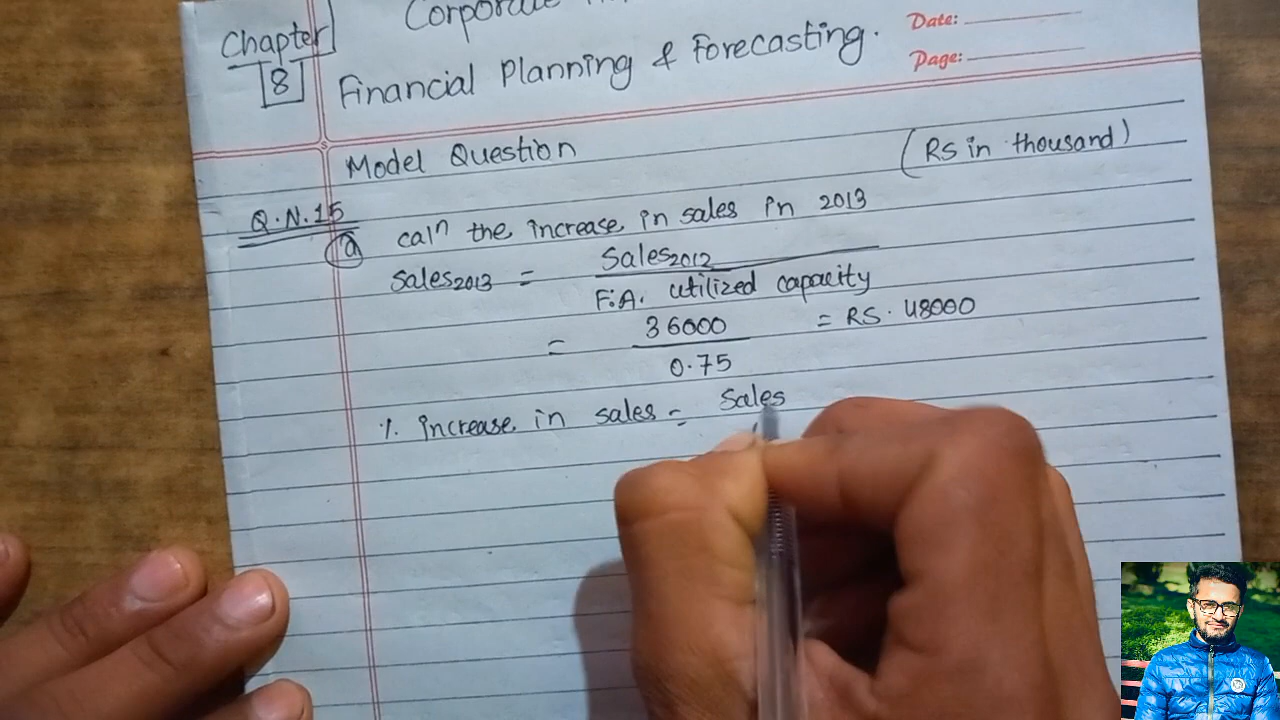 Corporate
Chapter 8
Financial Planning & Forecasting.
Date:
Page:
Model Question
(RS in thousand)
Q.N.15
a calⁿ the increase in sales in 2013
Sales2013 = Sales2012
F.A. utilized capacity
= 36000 = RS. 48000
0.75
%. increase in sales = Sales